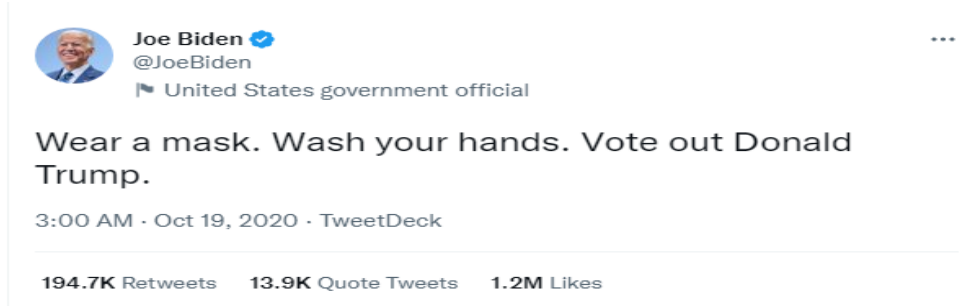 Joe Biden
@JoeBiden
United States government official
Wear a mask. Wash your hands. Vote out Donald
Trump.
3:00 AM · Oct 19, 2020 · TweetDeck
194.7K Retweets 13.9K Quote Tweets 1.2M Likes